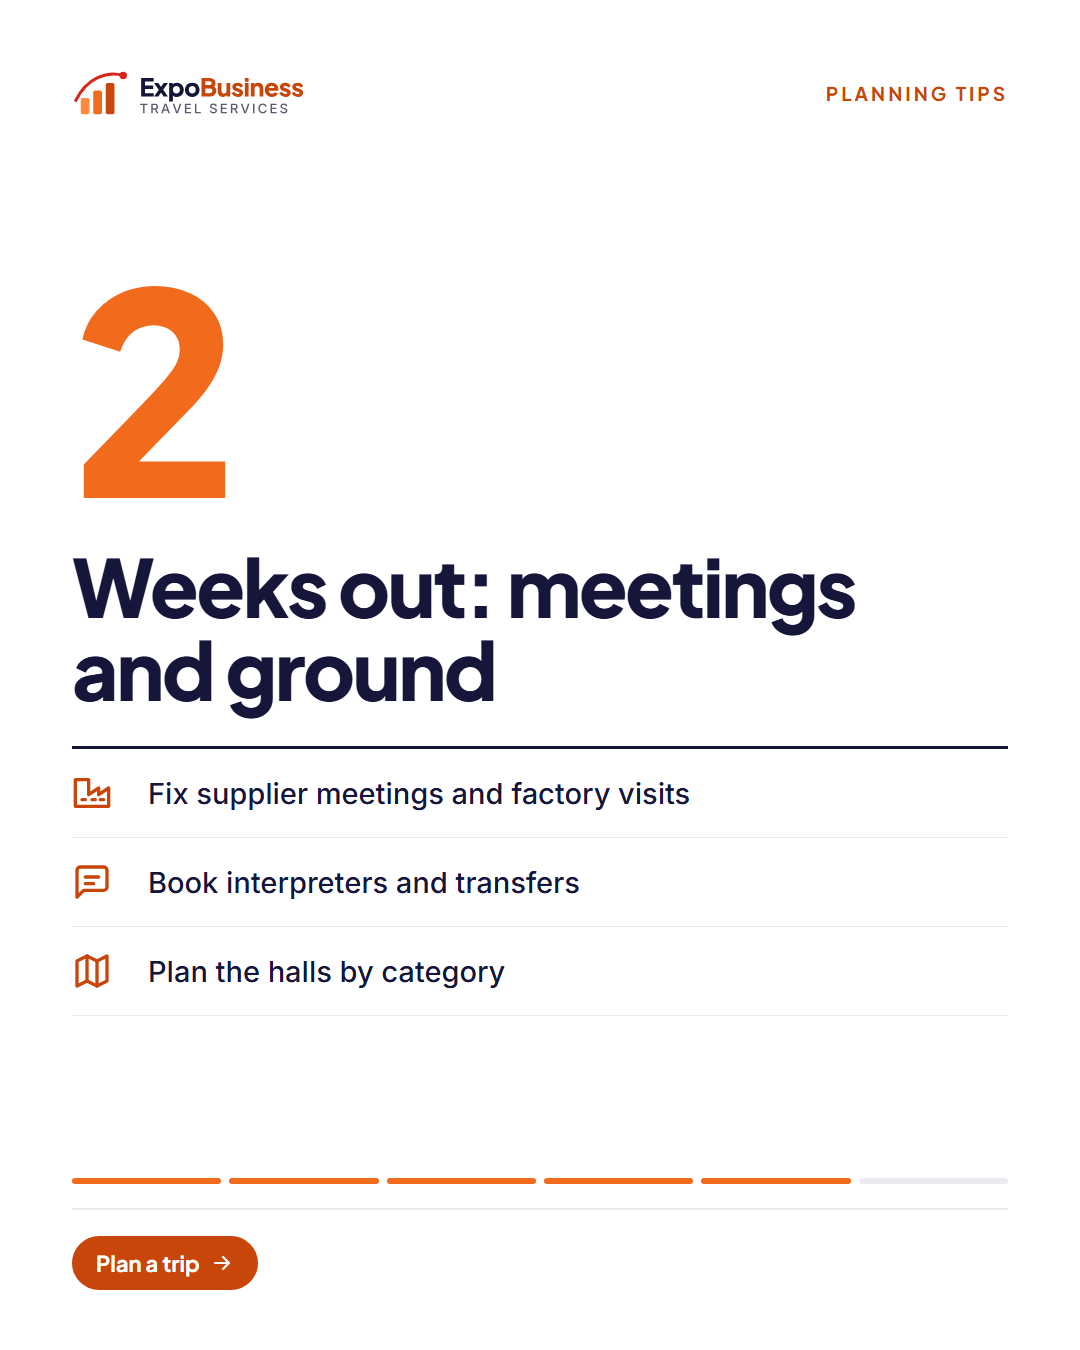 ExpoBusiness
TRAVEL SERVICES
PLANNING TIPS
2
Weeks out: meetings
and ground
Fix supplier meetings and factory visits
Book interpreters and transfers
Plan the halls by category
Plan a trip